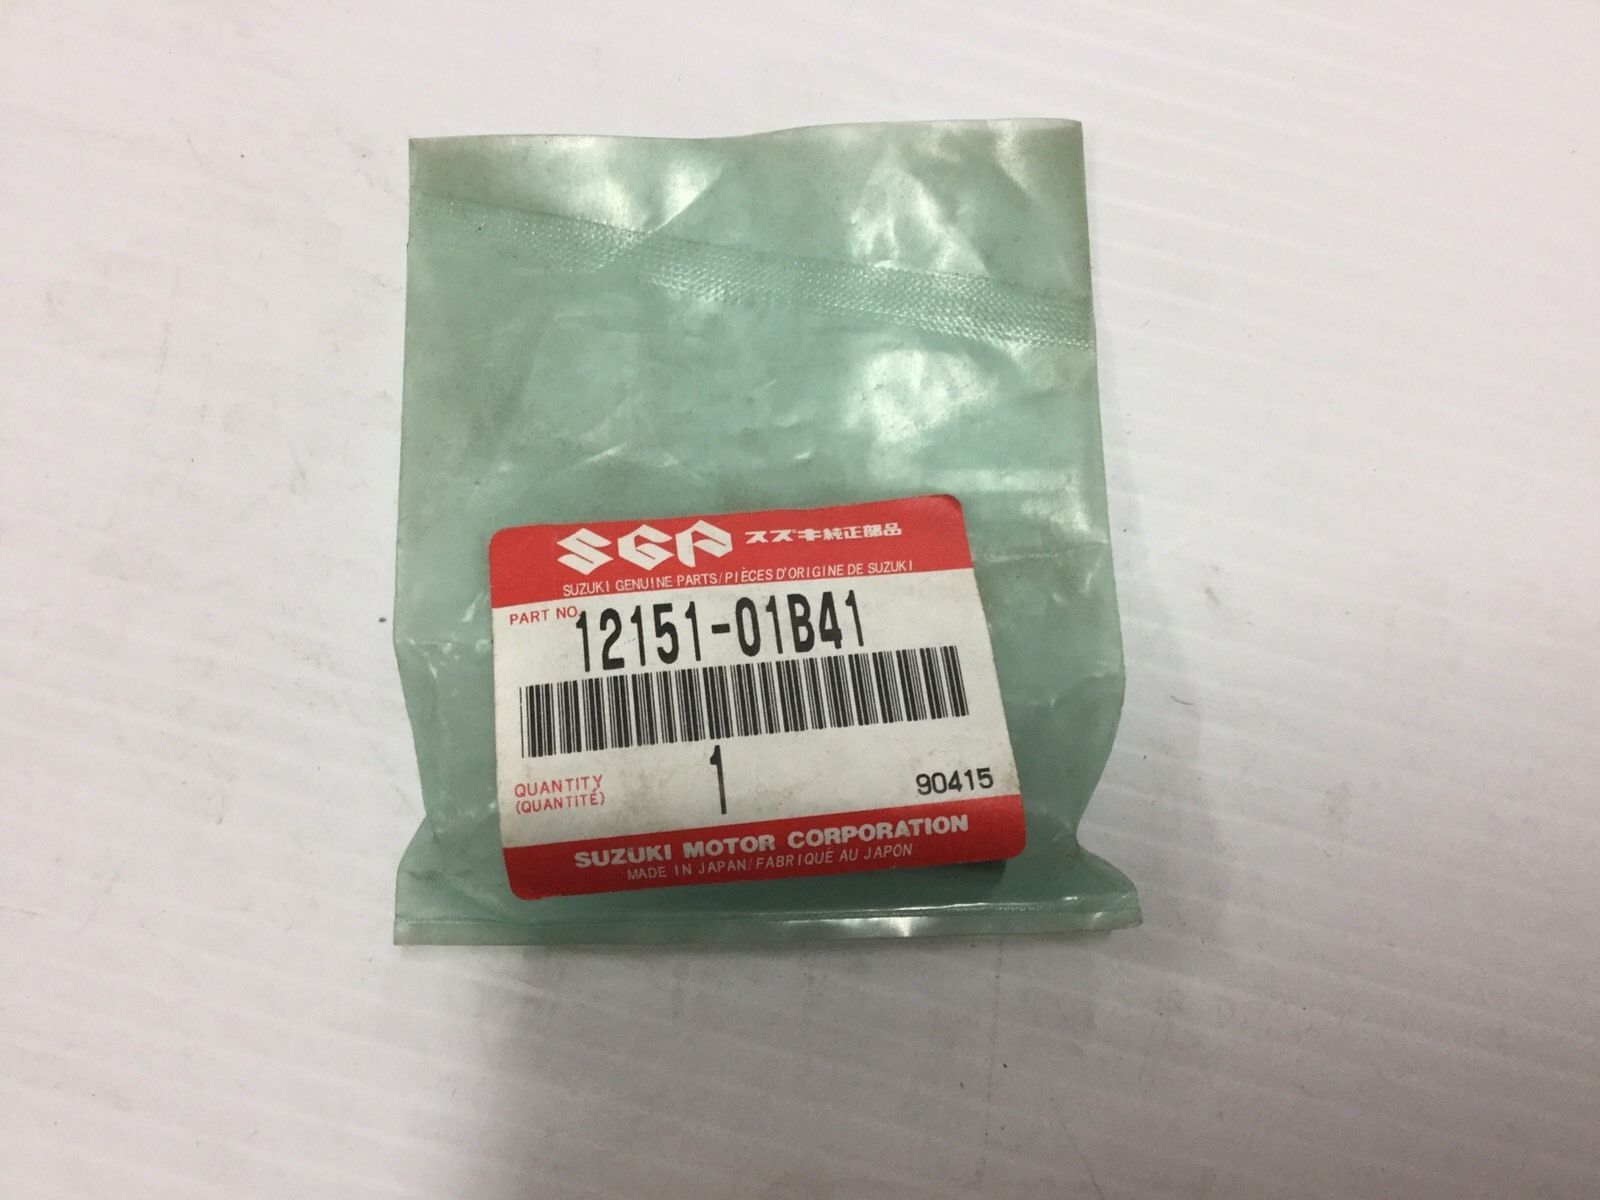 SGP スズキ純正部品
SUZUKI GENUINE PARTS/PIÈCES D'ORIGINE DE SUZUKI
PART NO. 12151-01B41
1
QUANTITY
(QUANTITÉ)
90415
SUZUKI MOTOR CORPORATION
MADE IN JAPAN/FABRIQUÉ AU JAPON